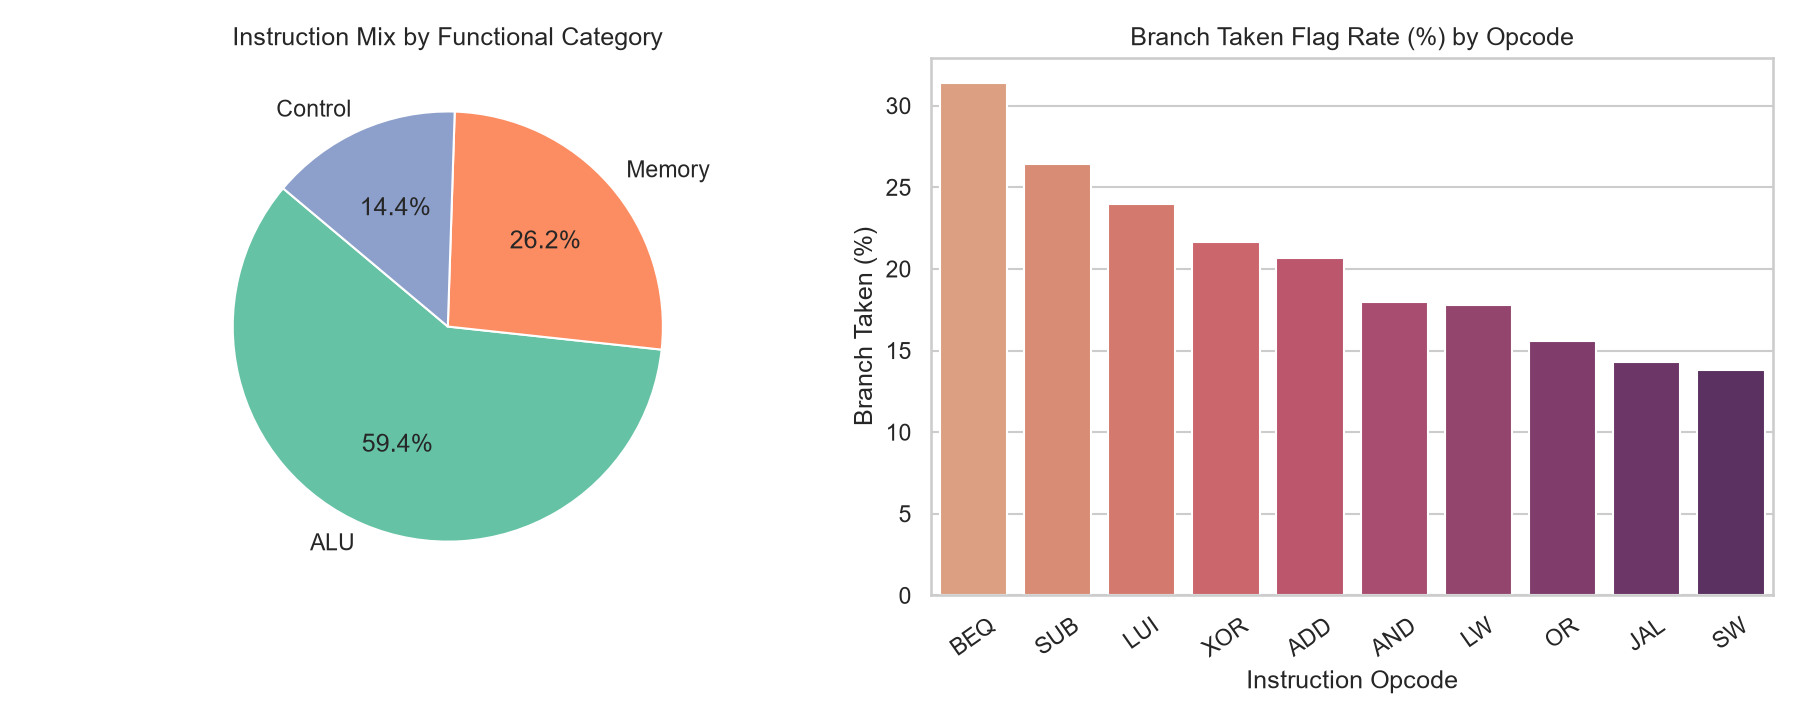 Instruction Mix by Functional Category
Control
Memory
14.4%
26.2%
59.4%
ALU
Branch Taken Flag Rate (%) by Opcode
Branch Taken (%)
30
25
20
15
10
5
0
BEQ
SUB
LUI
XOR
ADD
AND
LW
OR
JAL
SW
Instruction Opcode